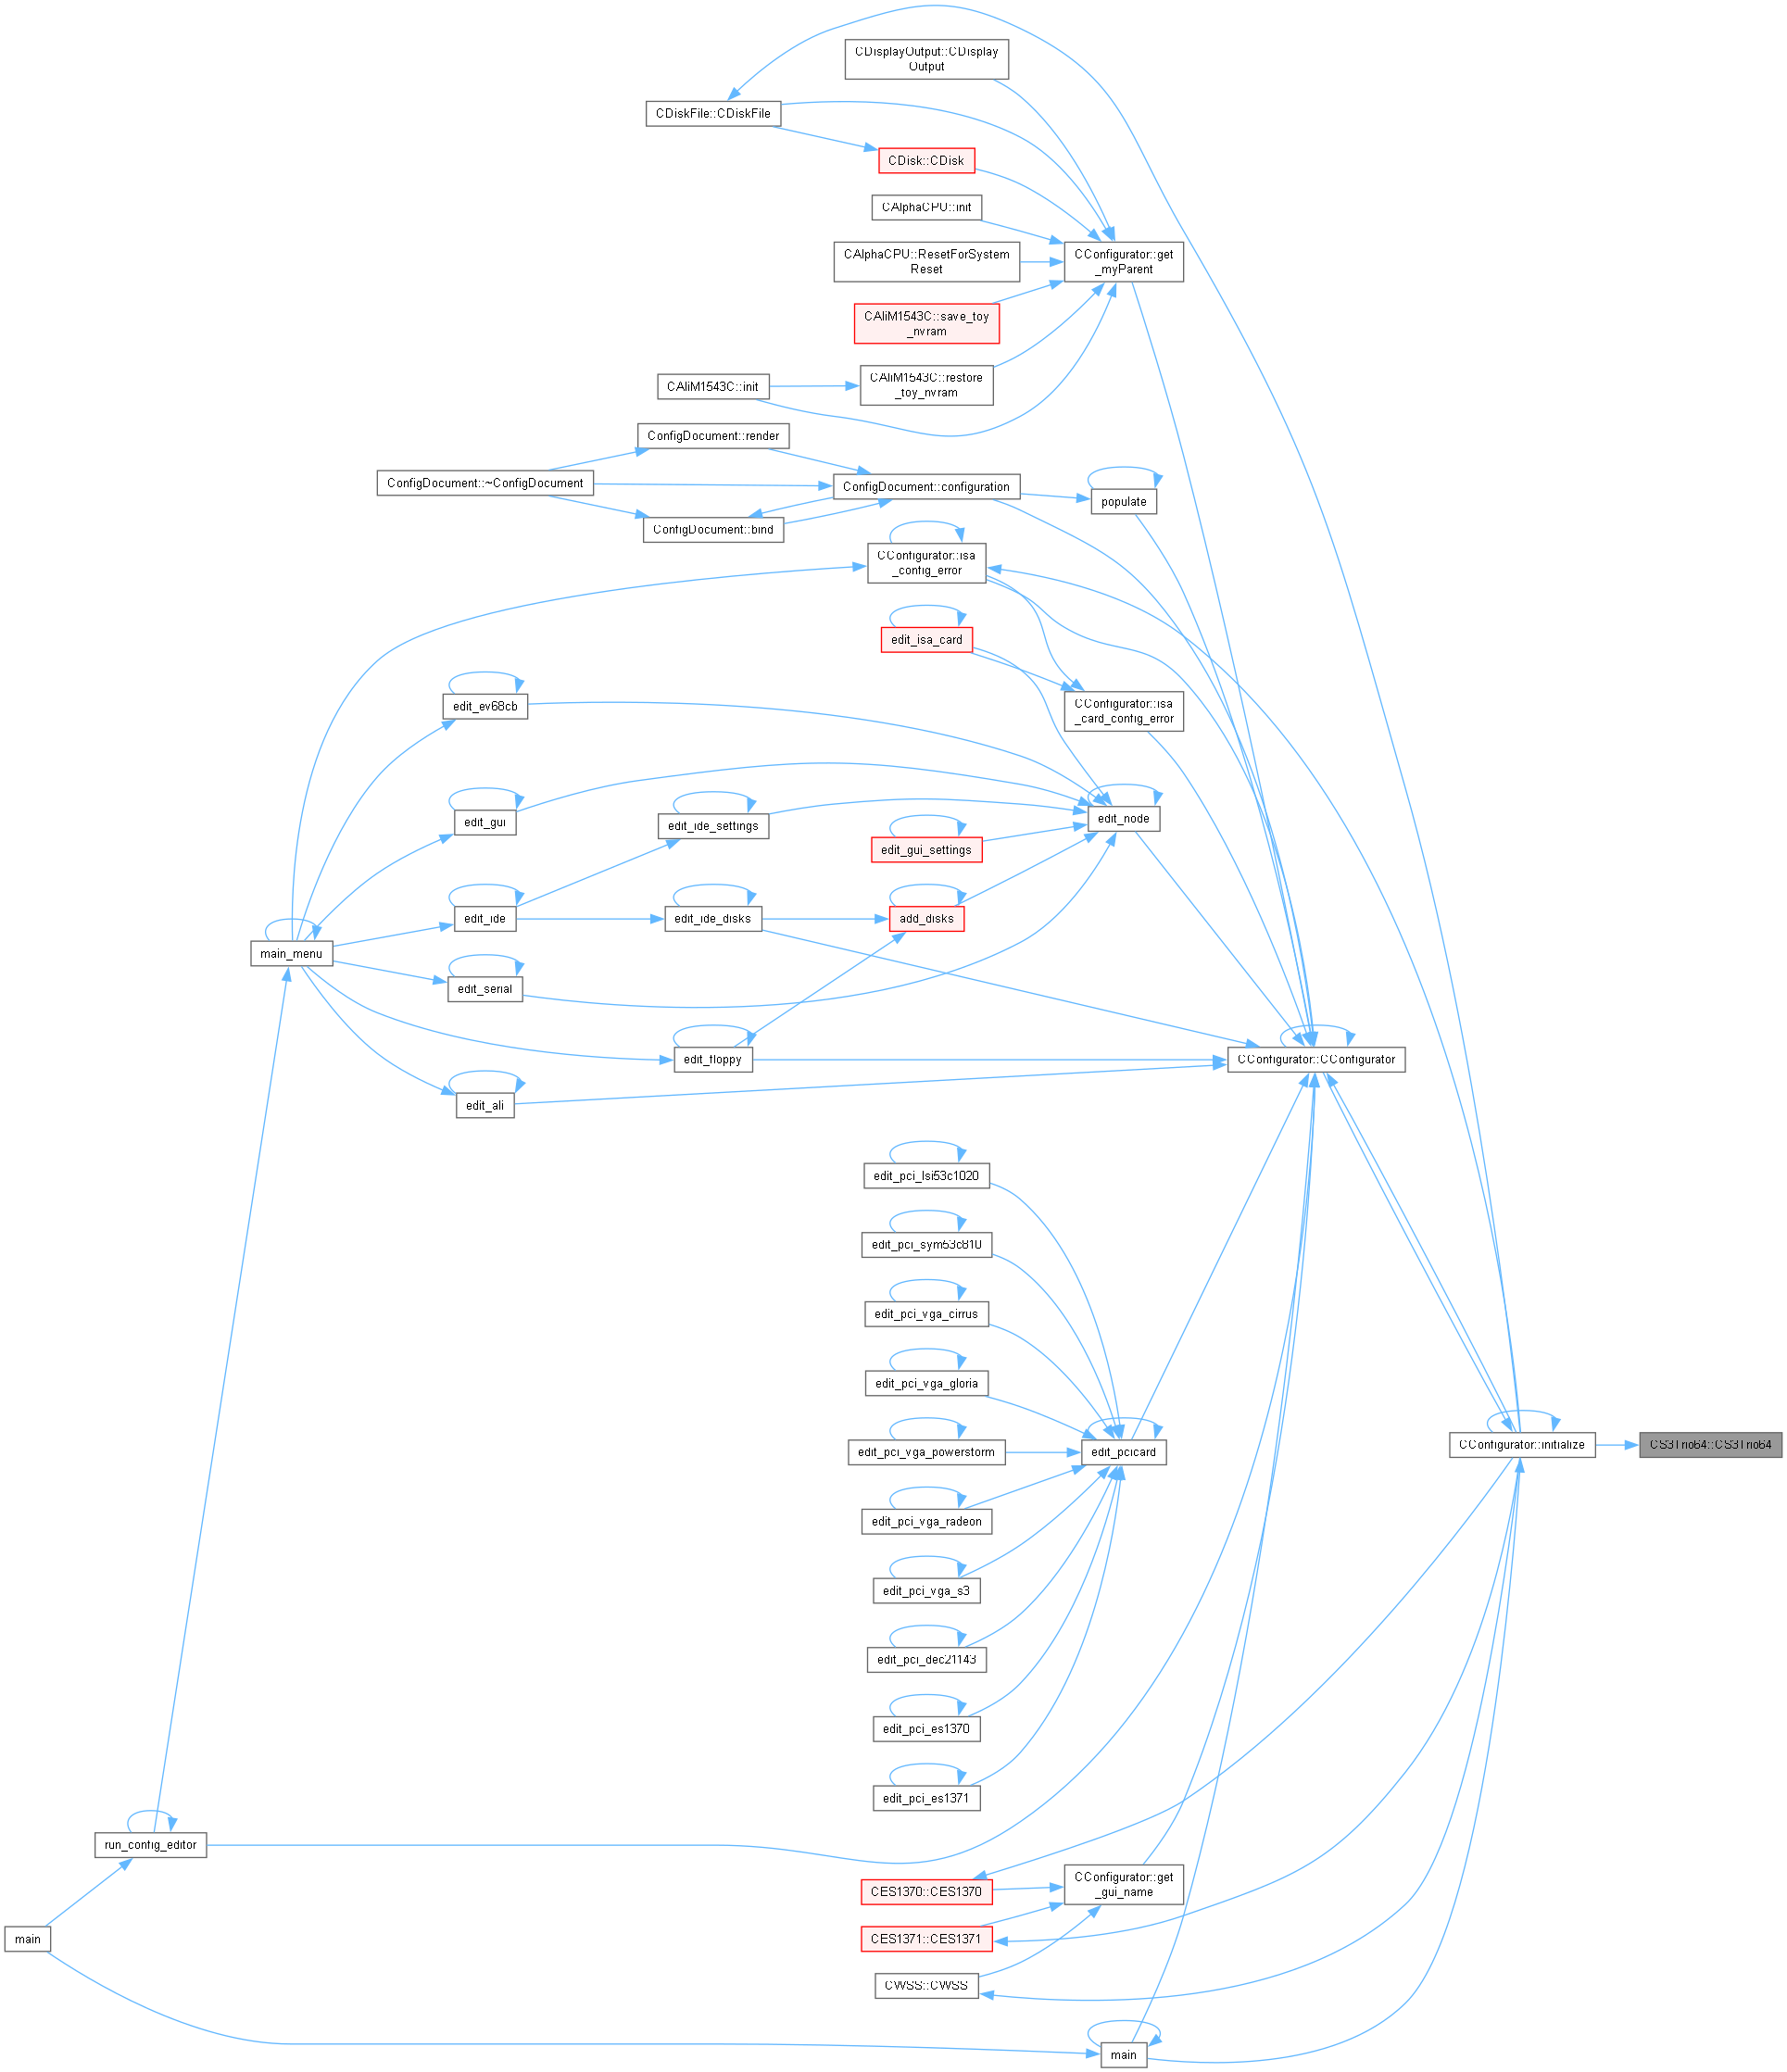 CDisplayOutput::CDisplay
Output
CDiskFile::CDiskFile
CDisk::CDisk
CAlphaCPU::init
CConfigurator::get
_myParent
CAlphaCPU::ResetForSystem
Reset
CAliM1543C::save_toy
_nvram
CAliM1543C::restore
_toy_nvram
CAliM1543C::init
ConfigDocument::render
ConfigDocument::~ConfigDocument
ConfigDocument::configuration
populate
ConfigDocument::bind
CConfigurator::isa
_config_error
edit_isa_card
edit_ev68cb
CConfigurator::isa
_card_config_error
edit_gui
edit_ide_settings
edit_node
edit_gui_settings
edit_ide
edit_ide_disks
add_disks
main_menu
edit_serial
edit_floppy
CConfigurator::CConfigurator
edit_ali
edit_pci_lsi53c1020
edit_pci_sym53c810
edit_pci_vga_cirrus
edit_pci_vga_gloria
edit_pci_vga_powerstorm
edit_pcicard
CConfigurator::initialize
CS3Trio64::CS3Trio64
edit_pci_vga_radeon
edit_pci_vga_s3
edit_pci_dec21143
edit_pci_es1370
edit_pci_es1371
run_config_editor
CConfigurator::get
_gui_name
CES1370::CES1370
CES1371::CES1371
main
CWSS::CWSS
main